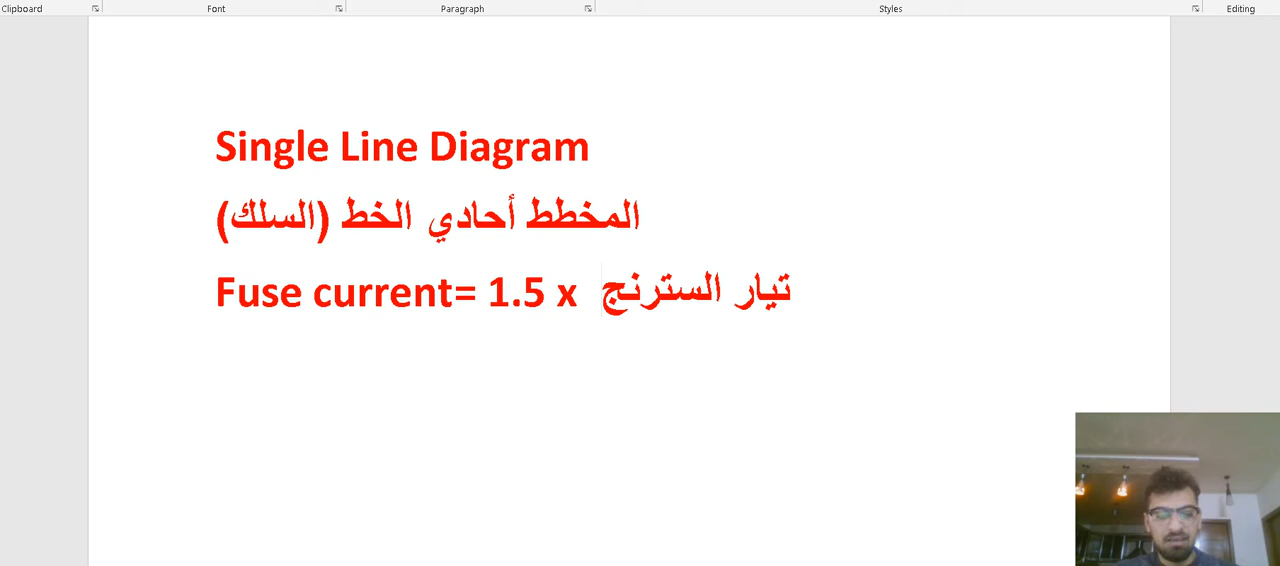 Clipboard Font Paragraph Styles Editing
Single Line Diagram
المخطط أحادي الخط (السلك)
Fuse current= 1.5 x تيار السترنج